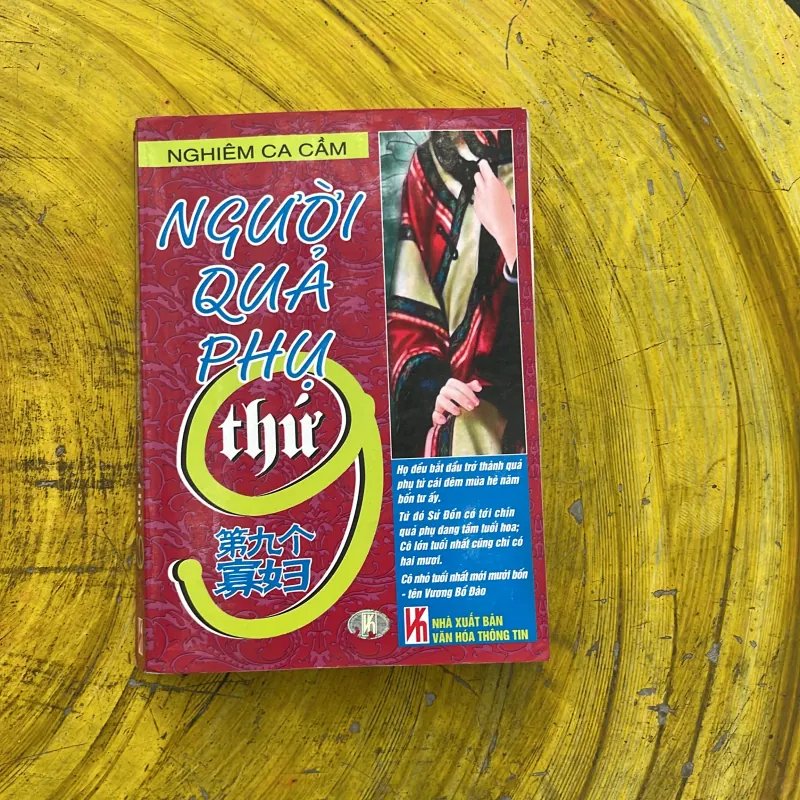 NGHIÊM CA CẦM
NGƯỜI
QUẢ
PHỤ
thứ
9
第九个
寡妇
Họ đều bắt đầu trở thành quả
phụ từ cái đêm mùa hè năm
bốn tư ấy.
Từ đó Sử Đồn có tới chín
quả phụ đang tầm tuổi hoa;
Cô lớn tuổi nhất cũng chỉ có
hai mươi.
Cô nhỏ tuổi nhất mới mười bốn
- tên Vương Bồ Đào
VH
NHÀ XUẤT BẢN
VĂN HÓA THÔNG TIN